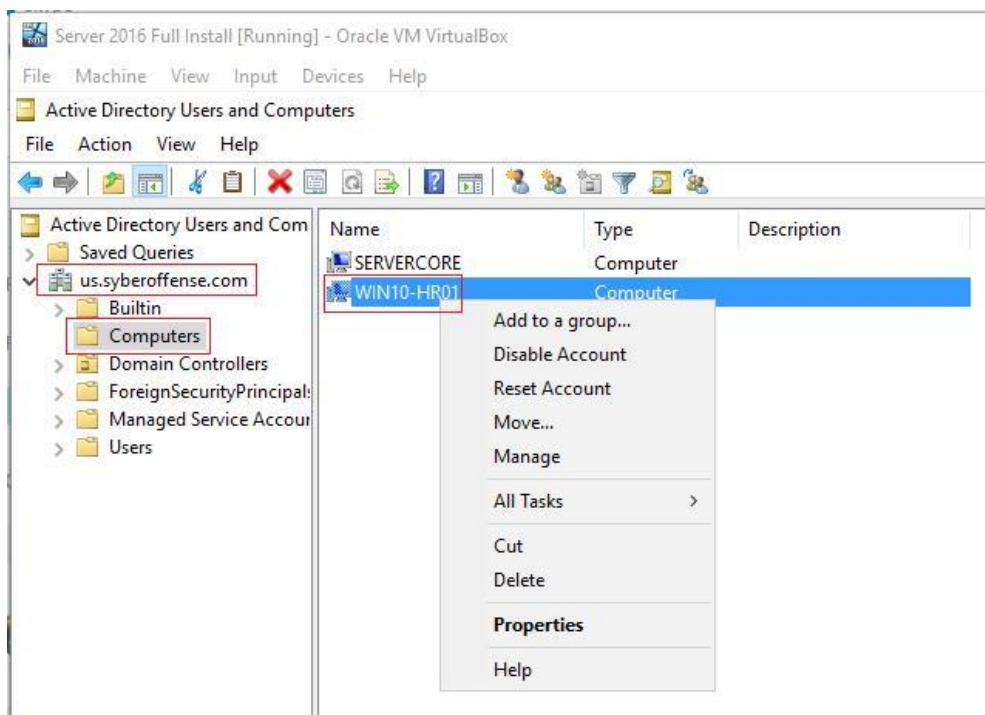 Server 2016 Full Install [Running] - Oracle VM VirtualBox
File Machine View Input Devices Help
Active Directory Users and Computers
File Action View Help
Active Directory Users and Com
Saved Queries
us.syberoffense.com
Builtin
Computers
Domain Controllers
ForeignSecurityPrincipals
Managed Service Accoun
Users
Name Type Description
SERVERCORE Computer
WIN10-HR01 Computer
Add to a group...
Disable Account
Reset Account
Move...
Manage
All Tasks >
Cut
Delete
Properties
Help